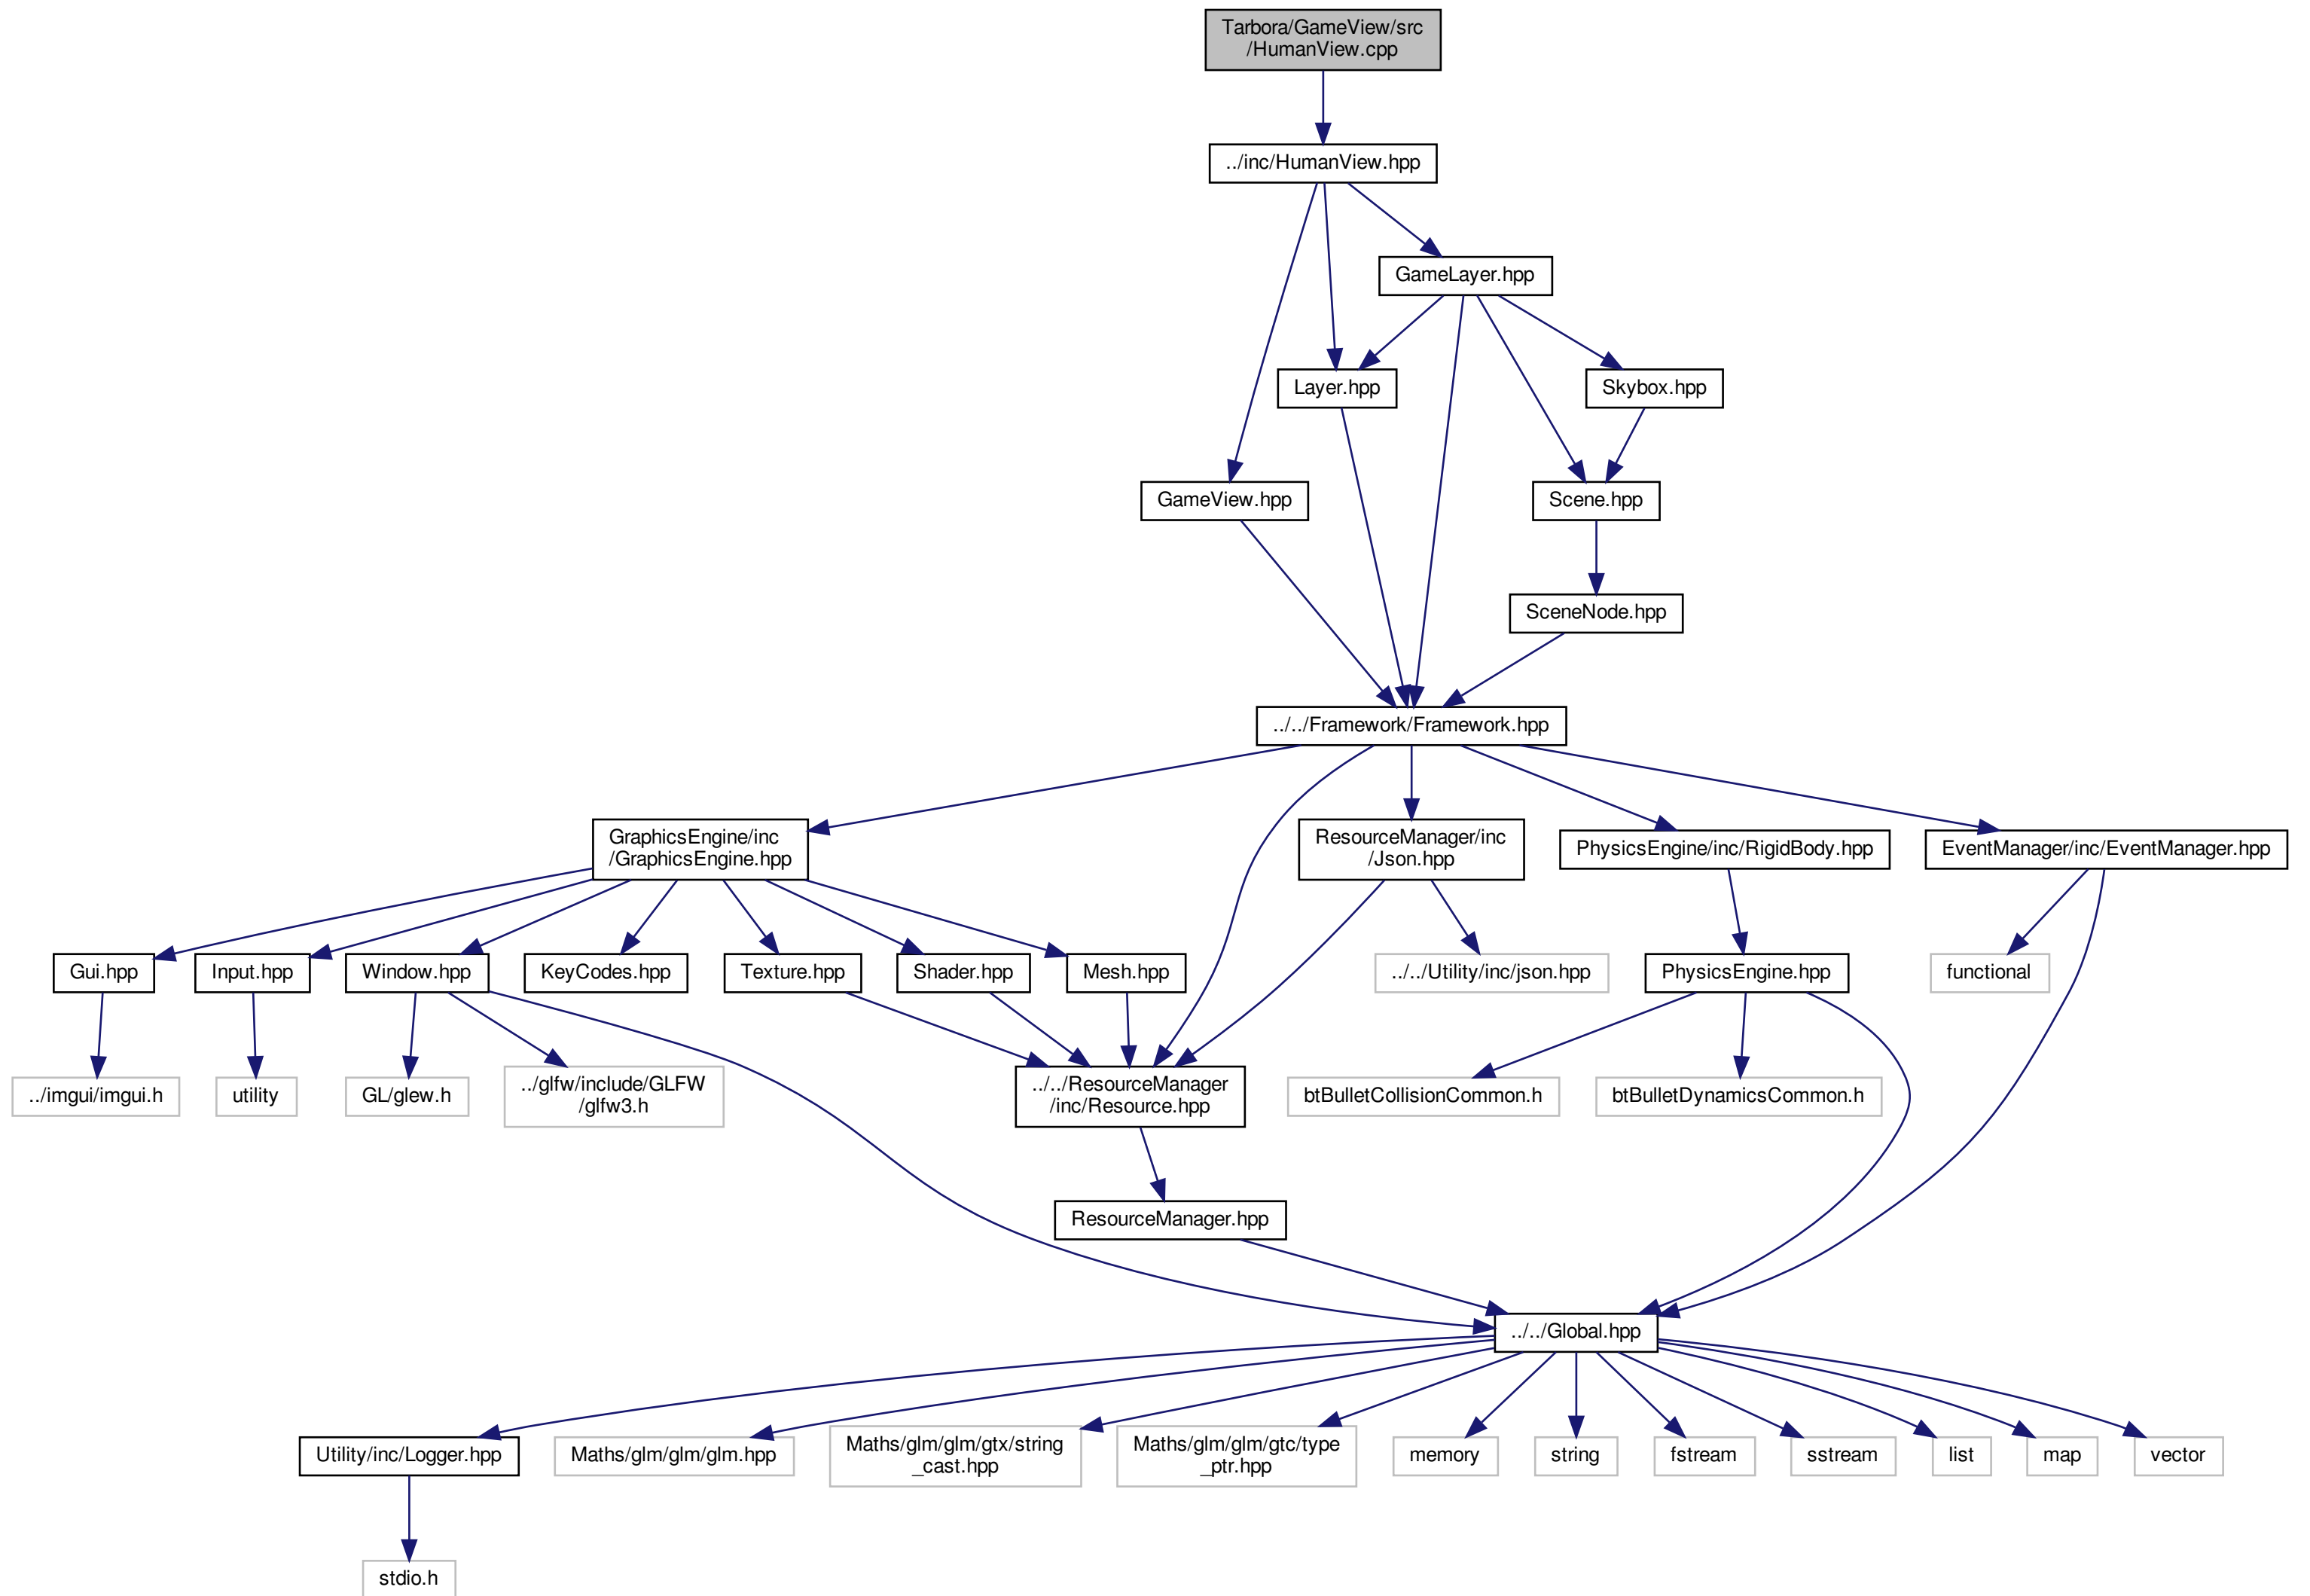 Tarbora/GameView/src
/HumanView.cpp
../inc/HumanView.hpp
GameLayer.hpp
Layer.hpp
Skybox.hpp
GameView.hpp
Scene.hpp
SceneNode.hpp
../../Framework/Framework.hpp
GraphicsEngine/inc
/GraphicsEngine.hpp
ResourceManager/inc
/Json.hpp
PhysicsEngine/inc/RigidBody.hpp
EventManager/inc/EventManager.hpp
Gui.hpp
Input.hpp
Window.hpp
KeyCodes.hpp
Texture.hpp
Shader.hpp
Mesh.hpp
../../Utility/inc/json.hpp
PhysicsEngine.hpp
functional
../imgui/imgui.h
utility
GL/glew.h
../glfw/include/GLFW
/glfw3.h
../../ResourceManager
/inc/Resource.hpp
btBulletCollisionCommon.h
btBulletDynamicsCommon.h
ResourceManager.hpp
../../Global.hpp
Utility/inc/Logger.hpp
Maths/glm/glm/glm.hpp
Maths/glm/glm/gtx/string
_cast.hpp
Maths/glm/glm/gtc/type
_ptr.hpp
memory
string
fstream
sstream
list
map
vector
stdio.h